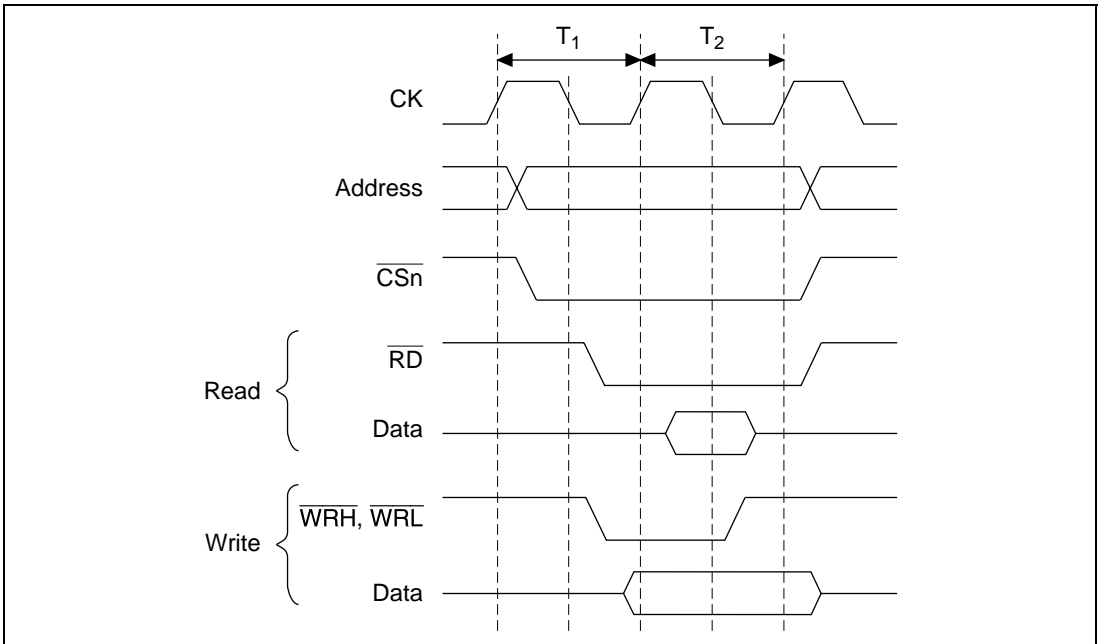 T1 T2
CK
Address
CSn
RD
Read
Data
WRH, WRL
Write
Data